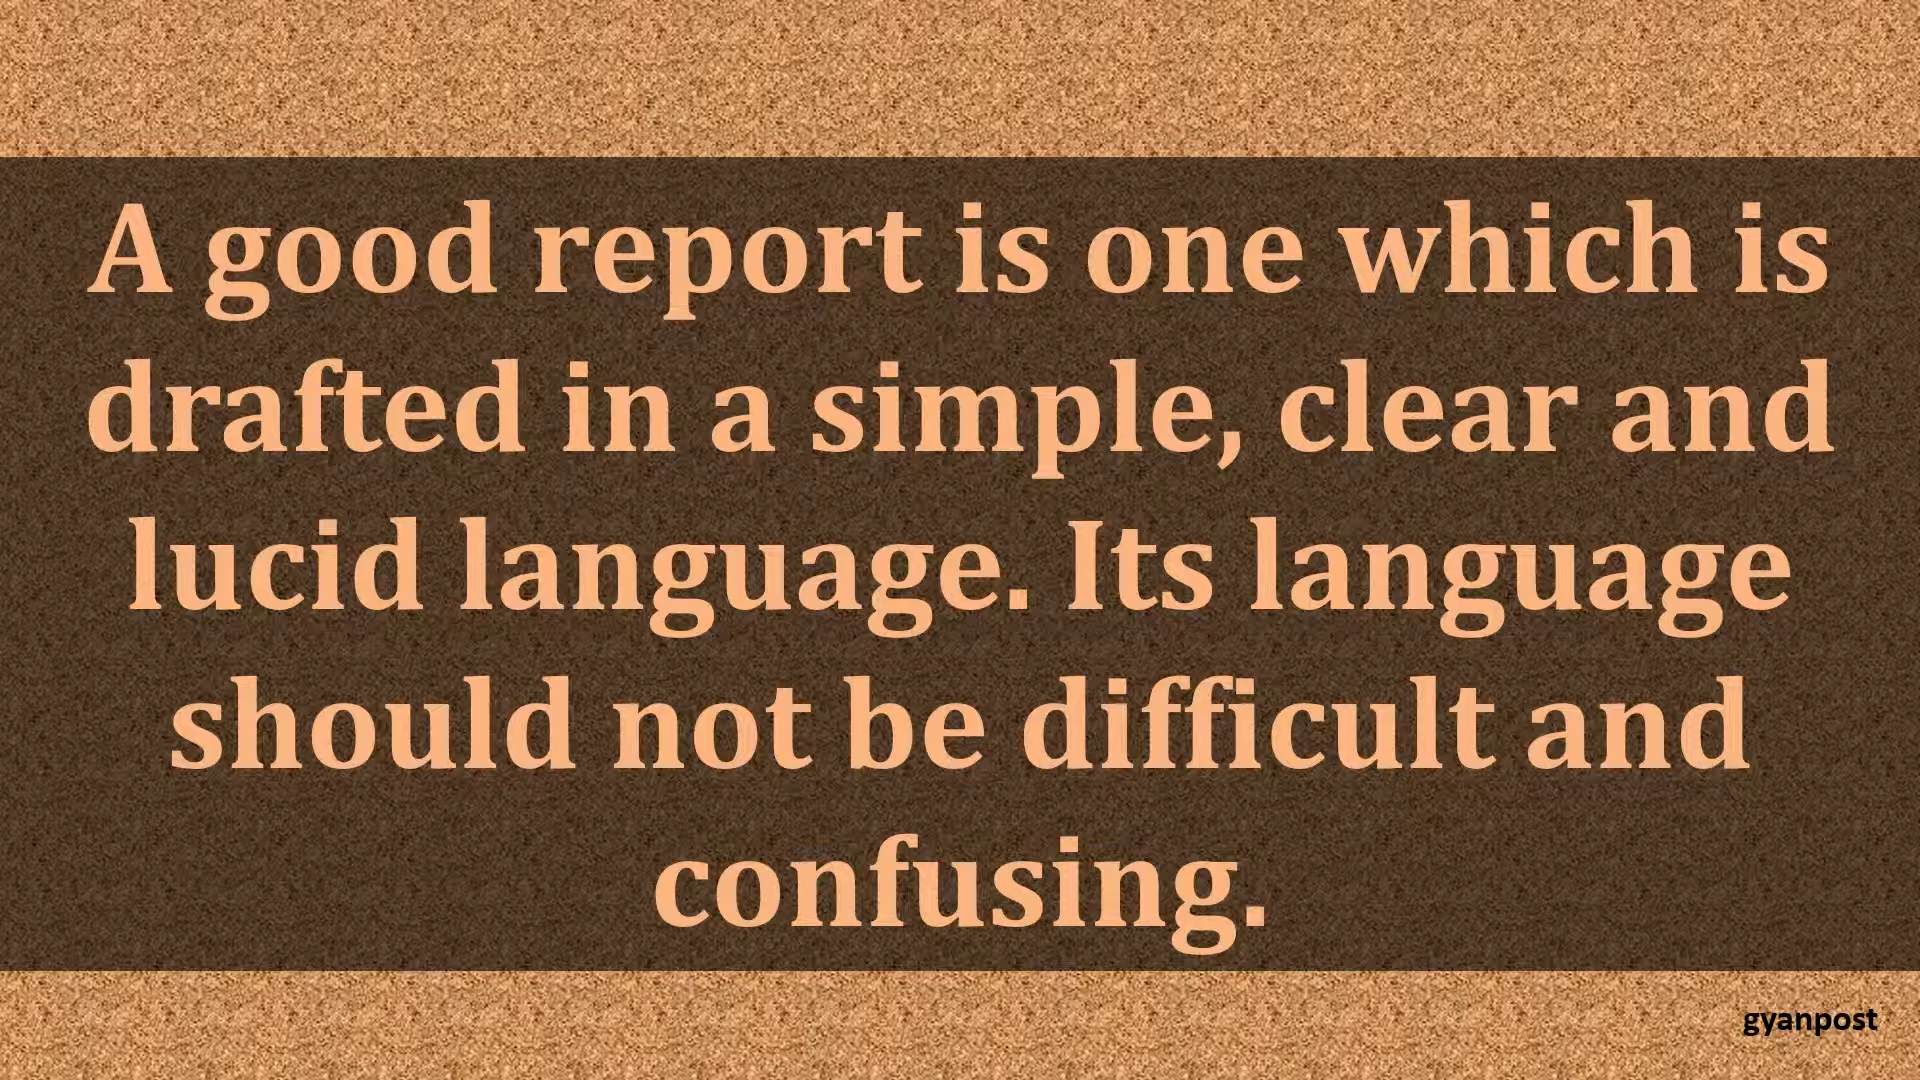 A good report is one which is
drafted in a simple, clear and
lucid language. Its language
should not be difficult and
confusing.
gyanpost